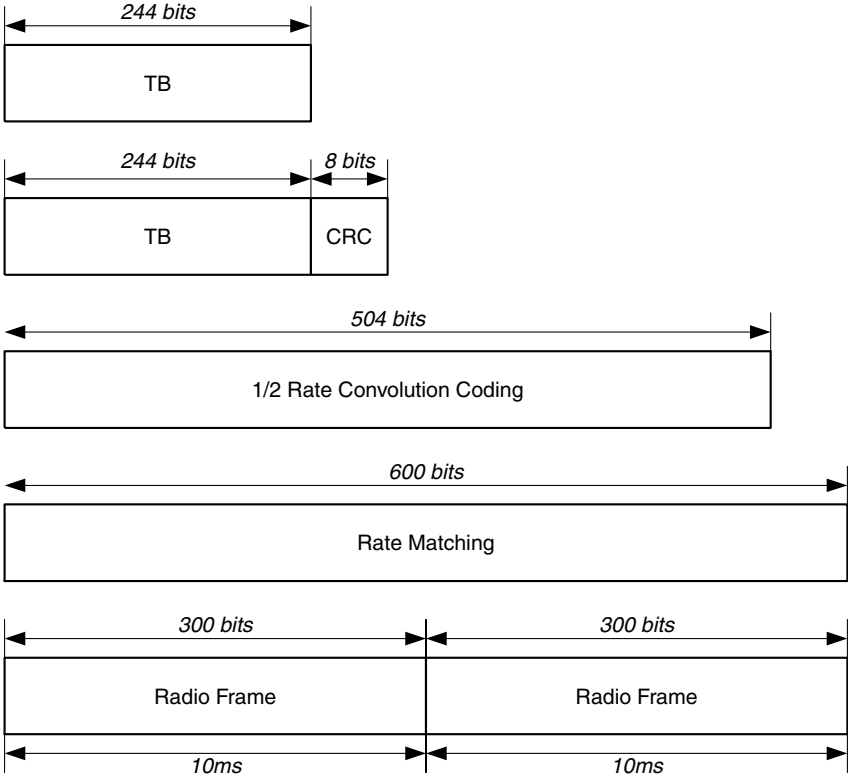 244 bits
TB
244 bits 8 bits
TB CRC
504 bits
1/2 Rate Convolution Coding
600 bits
Rate Matching
300 bits 300 bits
Radio Frame Radio Frame
10ms 10ms